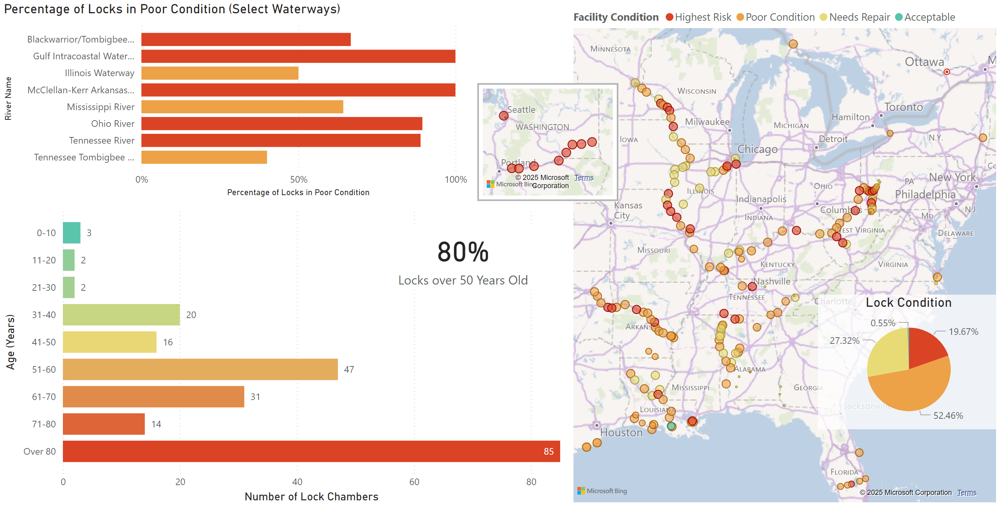 Percentage of Locks in Poor Condition (Select Waterways)
River Name
Blackwarrior/Tombigbee...
Gulf Intracoastal Water...
Illinois Waterway
McClellan-Kerr Arkansas...
Mississippi River
Ohio River
Tennessee River
Tennessee Tombigbee ...
0% 50% 100%
Percentage of Locks in Poor Condition
Age (Years)
0-10 3
11-20 2
21-30 2
31-40 20
41-50 16
51-60 47
61-70 31
71-80 14
Over 80 85
0 20 40 60 80
Number of Lock Chambers
80%
Locks over 50 Years Old
Seattle
WASHINGTON
Portland
© 2025 Microsoft Terms
Microsoft Bing
Corporation
Facility Condition Highest Risk Poor Condition Needs Repair Acceptable
MINNESOTA
Ottawa
M
WISCONSIN
Toronto
Hamilton
Milwaukee
MICHIGAN
IOWA
Detroit
N.Y.
Chicago
Co
New York
PA
OHIO
ILLINOIS
Philadelphia
Indianapolis
Kansas
City
Columbus
N.J.
MD.
INDIANA
WEST VIRGINIA
DELAWARE
MISSOURI
KENTUCKY
VIRGINIA
Nashville
TENNESSEE
Charlotte
ARKANSAS
SC
ALABAMA
MISSISSIPPI
GEORGIA
LOUISIANA
Jacksonville
Houston
FLORIDA
Lock Condition
0.55%
19.67%
27.32%
52.46%
Microsoft Bing
© 2025 Microsoft Corporation Terms